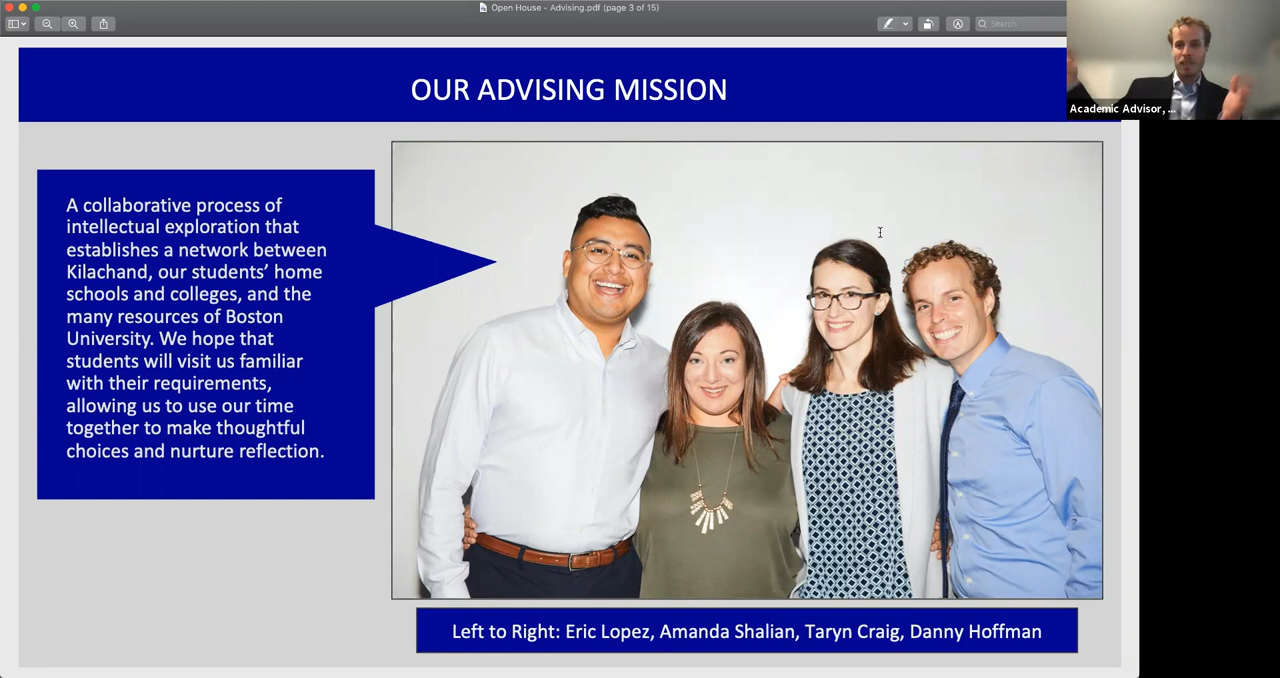 Open House - Advising.pdf (page 3 of 15)
Search
Academic Advisor, ...
OUR ADVISING MISSION
A collaborative process of
intellectual exploration that
establishes a network between
Kilachand, our students’ home
schools and colleges, and the
many resources of Boston
University. We hope that
students will visit us familiar
with their requirements,
allowing us to use our time
together to make thoughtful
choices and nurture reflection.
Left to Right: Eric Lopez, Amanda Shalian, Taryn Craig, Danny Hoffman